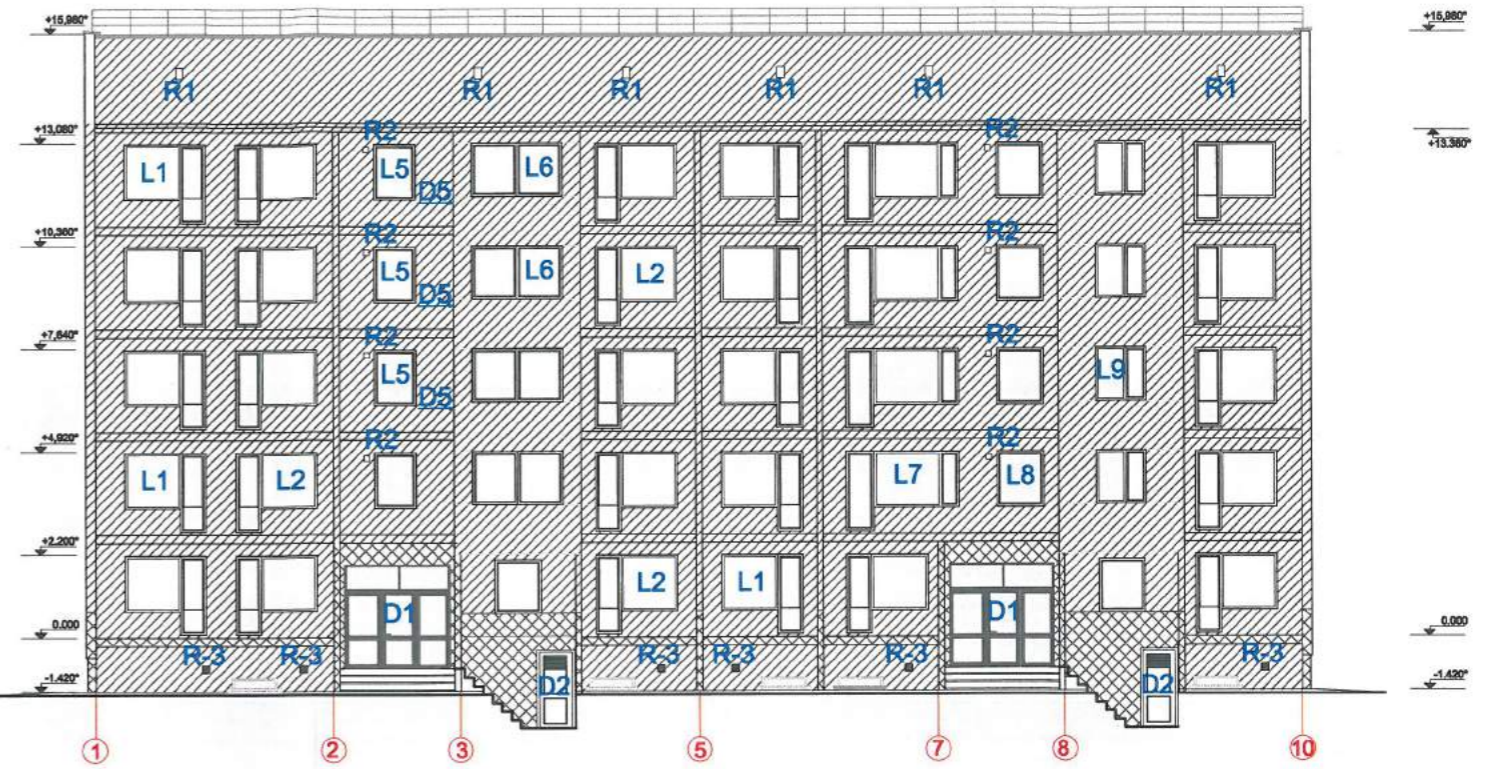 +15,980*
+15,980*
R1 R1 R1 R1 R1 R1
+13,080*
R2 R2
+13.380*
L1 L5 D5 L6
+10,360*
R2 R2
L5 D5 L6 L2
+7,640*
R2 R2
L5 D5 L9
+4,920*
R2 R2
L1 L2 L7 L8
+2,200*
D1 L2 L1 D1
0.000
0.000
R-3 R-3 R-3 R-3 R-3 R-3
-1.420*
D2 D2
-1.420*
1 2 3 5 7 8 10